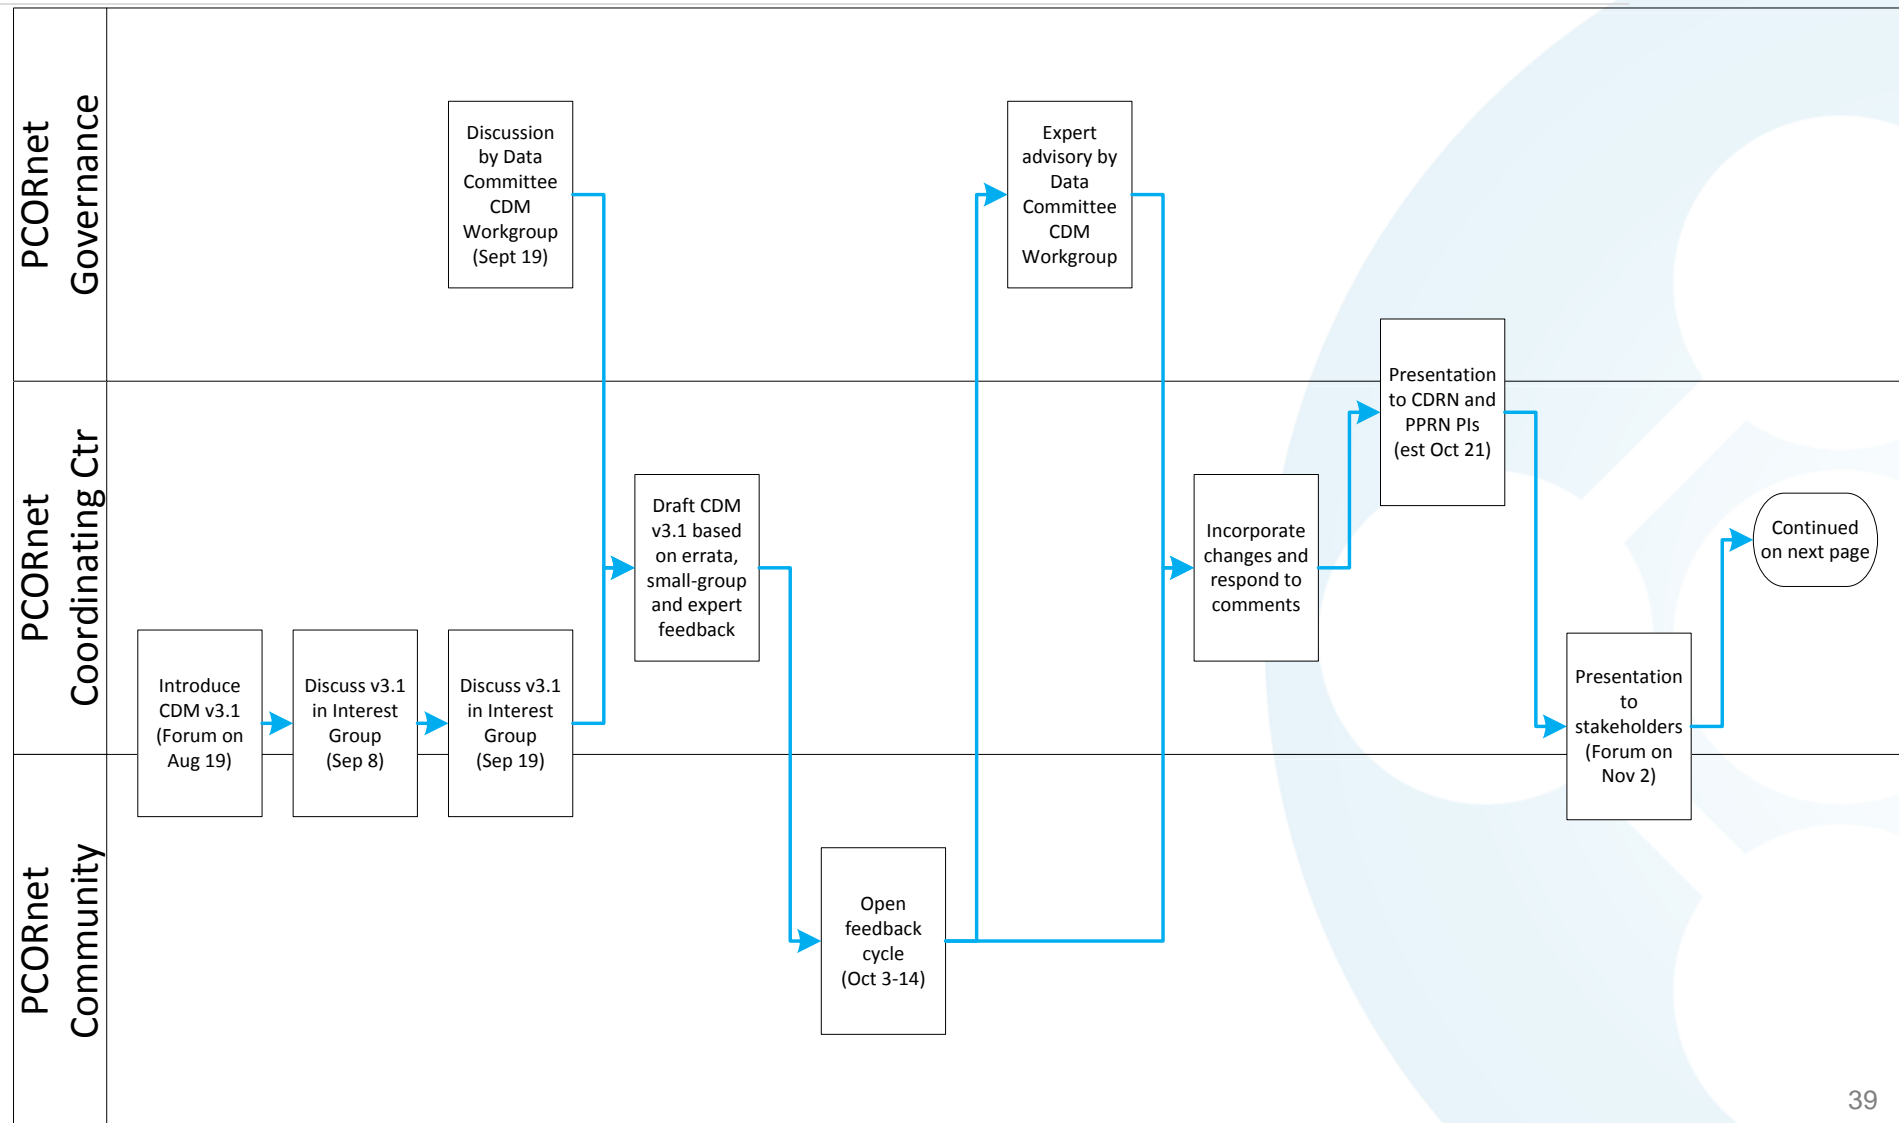 PCORnet
Governance
Discussion
by Data
Committee
CDM
Workgroup
(Sept 19)
Expert
advisory by
Data
Committee
CDM
Workgroup
PCORnet
Coordinating Ctr
Introduce
CDM v3.1
(Forum on
Aug 19)
Discuss v3.1
in Interest
Group
(Sep 8)
Discuss v3.1
in Interest
Group
(Sep 19)
Draft CDM
v3.1 based
on errata,
small-group
and expert
feedback
Incorporate
changes and
respond to
comments
Presentation
to CDRN and
PPRN PIs
(est Oct 21)
Presentation
to
stakeholders
(Forum on
Nov 2)
Continued
on next page
PCORnet
Community
Open
feedback
cycle
(Oct 3-14)
39